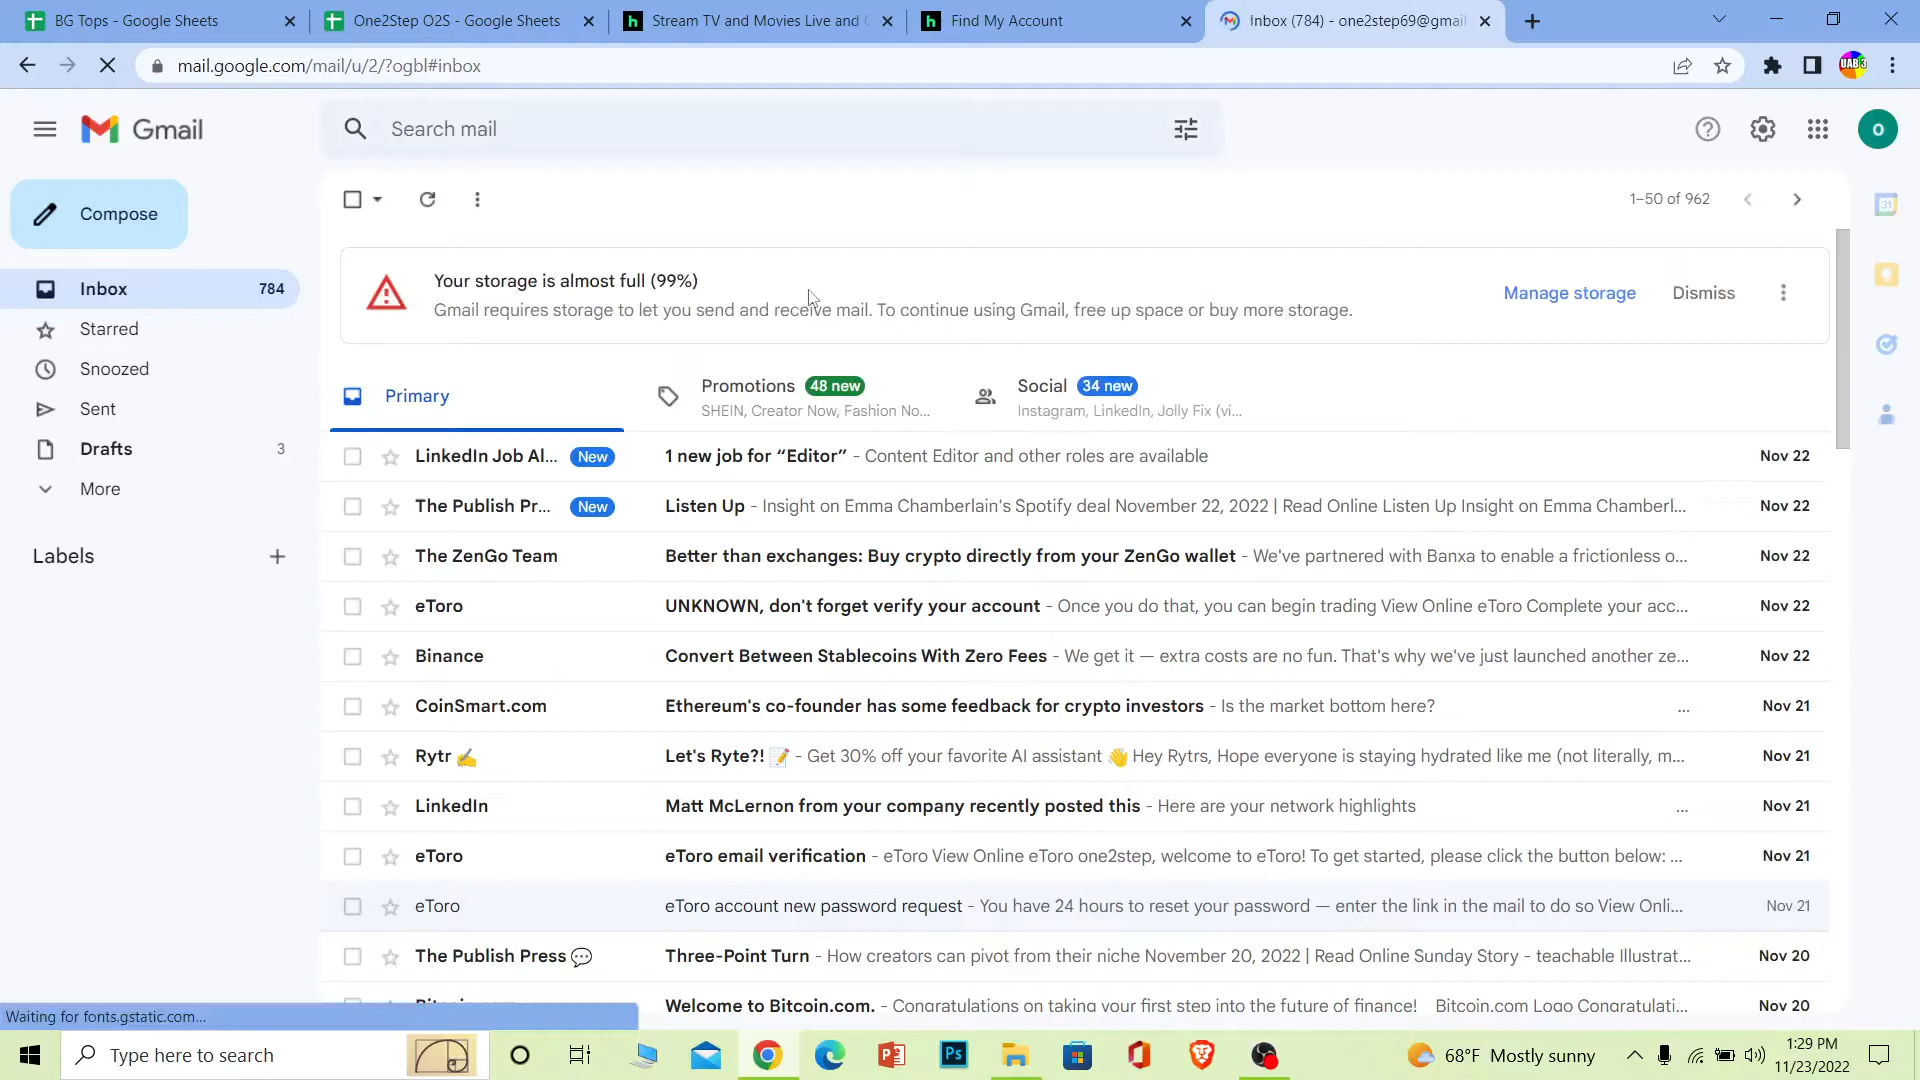 BG Tops - Google Sheets
One2Step O2S - Google Sheets
Stream TV and Movies Live and
Find My Account
Inbox (784) - one2step69@gmail
mail.google.com/mail/u/2/?ogbl#inbox
UAB 3
Gmail
Search mail
o
Compose
1–50 of 962
Inbox 784
Starred
Snoozed
Sent
Drafts 3
More
Labels
Your storage is almost full (99%)
Gmail requires storage to let you send and receive mail. To continue using Gmail, free up space or buy more storage.
Manage storage
Dismiss
31
Primary
Promotions 48 new
SHEIN, Creator Now, Fashion No...
Social 34 new
Instagram, LinkedIn, Jolly Fix (vi...
LinkedIn Job Al... New 1 new job for “Editor” - Content Editor and other roles are available Nov 22
The Publish Pr... New Listen Up - Insight on Emma Chamberlain's Spotify deal November 22, 2022 | Read Online Listen Up Insight on Emma Chamberl... Nov 22
The ZenGo Team Better than exchanges: Buy crypto directly from your ZenGo wallet - We've partnered with Banxa to enable a frictionless o... Nov 22
eToro UNKNOWN, don't forget verify your account - Once you do that, you can begin trading View Online eToro Complete your acc... Nov 22
Binance Convert Between Stablecoins With Zero Fees - We get it — extra costs are no fun. That's why we've just launched another ze... Nov 22
CoinSmart.com Ethereum's co-founder has some feedback for crypto investors - Is the market bottom here? ... Nov 21
Rytr ✍️ Let's Ryte?! 📝 - Get 30% off your favorite AI assistant 👋 Hey Rytrs, Hope everyone is staying hydrated like me (not literally, m... Nov 21
LinkedIn Matt McLernon from your company recently posted this - Here are your network highlights ... Nov 21
eToro eToro email verification - eToro View Online eToro one2step, welcome to eToro! To get started, please click the button below: ... Nov 21
eToro eToro account new password request - You have 24 hours to reset your password — enter the link in the mail to do so View Onli... Nov 21
The Publish Press 💬 Three-Point Turn - How creators can pivot from their niche November 20, 2022 | Read Online Sunday Story - teachable Illustrat... Nov 20
Welcome to Bitcoin.com. - Congratulations on taking your first step into the future of finance! Bitcoin.com Logo Congratulati... Nov 20
Waiting for fonts.gstatic.com...
Type here to search
Ps
68°F Mostly sunny
1:29 PM
11/23/2022